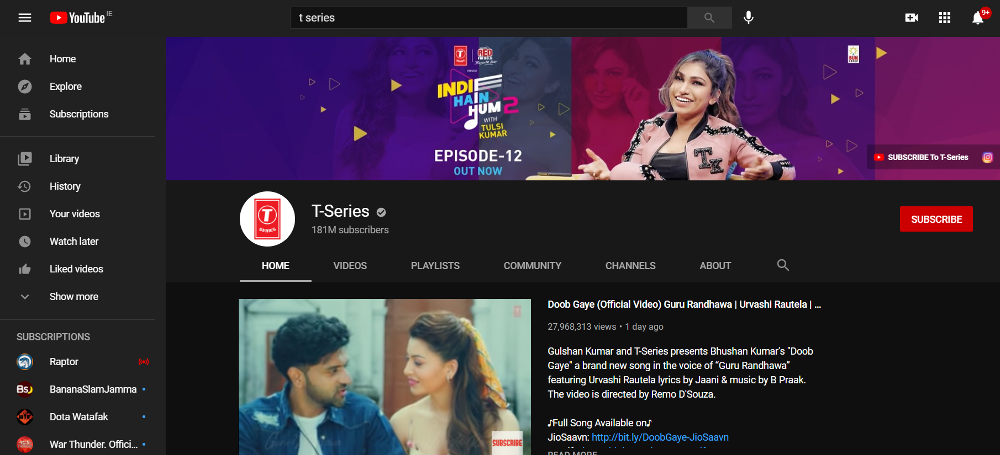 YouTube IE
t series
9+
Home
Explore
Subscriptions
Library
History
Your videos
Watch later
Liked videos
Show more
SUBSCRIPTIONS
Raptor
BananaSlamJamma
Dota Watafak
War Thunder. Offici...
T
SERIES
RED
FM 93.5
PRESENT
INDIE
HAIN
HUM 2
WITH
TULSI
KUMAR
EPISODE-12
OUT NOW
TK
SUN
GROUP
SUBSCRIBE To T-Series
T
SERIES
T-Series
181M subscribers
SUBSCRIBE
HOME
VIDEOS
PLAYLISTS
COMMUNITY
CHANNELS
ABOUT
SUBSCRIBE
Doob Gaye (Official Video) Guru Randhawa | Urvashi Rautela | ...
27,968,313 views • 1 day ago
Gulshan Kumar and T-Series presents Bhushan Kumar's "Doob
Gaye" a brand new song in the voice of “Guru Randhawa”
featuring Urvashi Rautela lyrics by Jaani & music by B Praak.
The video is directed by Remo D'Souza.
♪Full Song Available on♪
JioSaavn: http://bit.ly/DoobGaye-JioSaavn
READ MORE